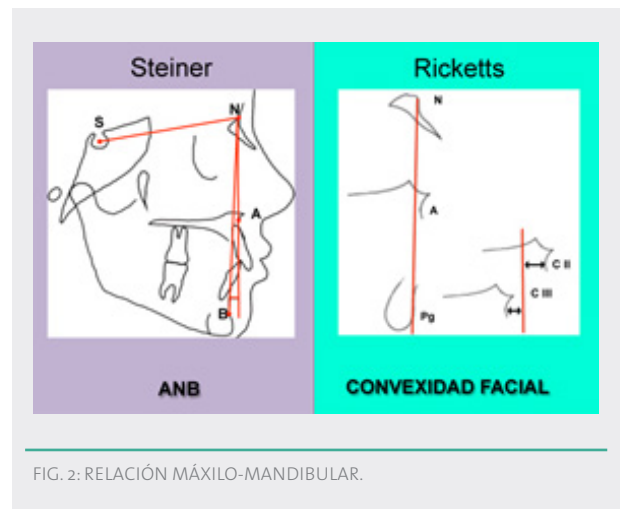 Steiner
S
N
A
B
ANB
Ricketts
N
A
C II
C III
Pg
CONVEXIDAD FACIAL
FIG. 2: RELACIÓN MÁXILO-MANDIBULAR.